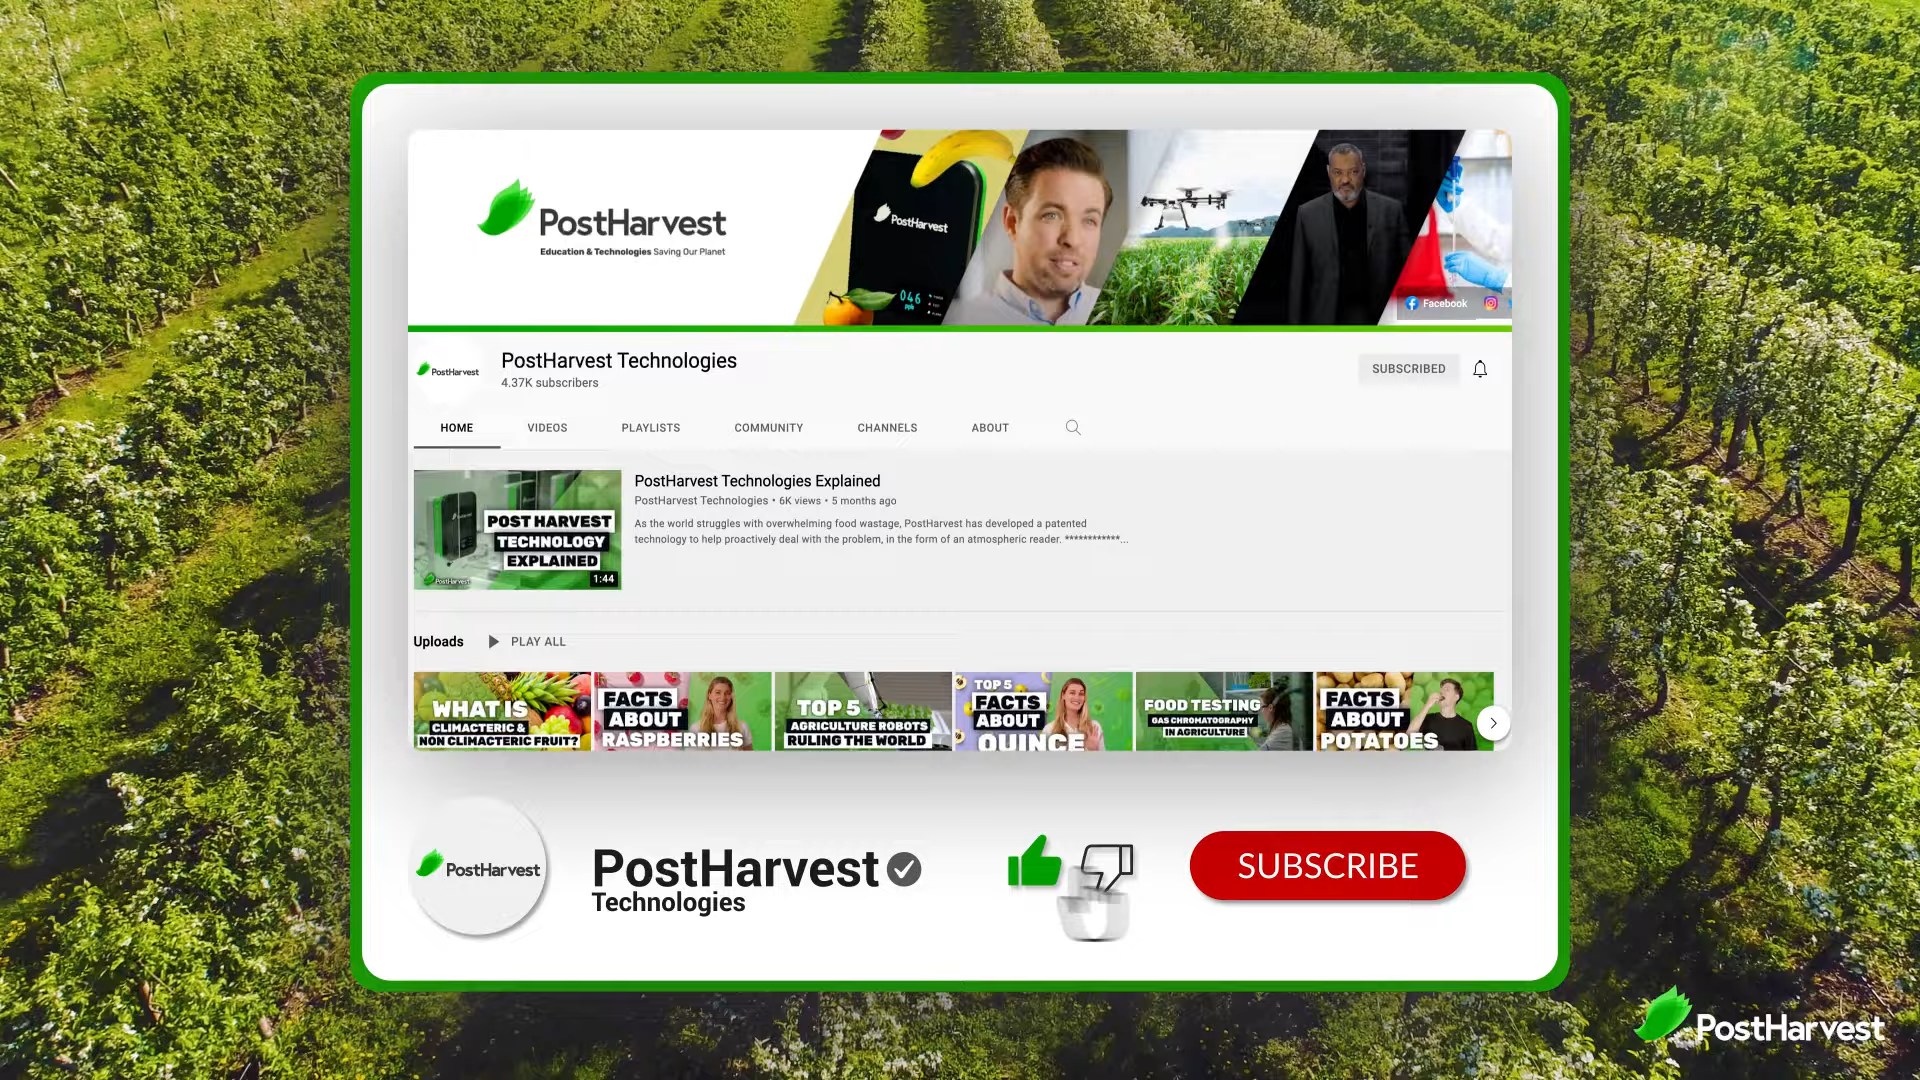 PostHarvest
Education & Technologies Saving Our Planet
PostHarvest
046
ppb
Facebook
PostHarvest
PostHarvest Technologies
4.37K subscribers
SUBSCRIBED
HOME
VIDEOS
PLAYLISTS
COMMUNITY
CHANNELS
ABOUT
POST HARVEST
TECHNOLOGY
EXPLAINED
PostHarvest
1:44
PostHarvest Technologies Explained
PostHarvest Technologies • 6K views • 5 months ago
As the world struggles with overwhelming food wastage, PostHarvest has developed a patented
technology to help proactively deal with the problem, in the form of an atmospheric reader. ************...
Uploads
PLAY ALL
WHAT IS
CLIMACTERIC &
NON CLIMACTERIC FRUIT?
FACTS
ABOUT
RASPBERRIES
TOP 5
AGRICULTURE ROBOTS
RULING THE WORLD
TOP 5
FACTS
ABOUT
QUINCE
FOOD TESTING
GAS CHROMATOGRAPHY
IN AGRICULTURE
FACTS
ABOUT
POTATOES
PostHarvest
PostHarvest
Technologies
SUBSCRIBE
PostHarvest